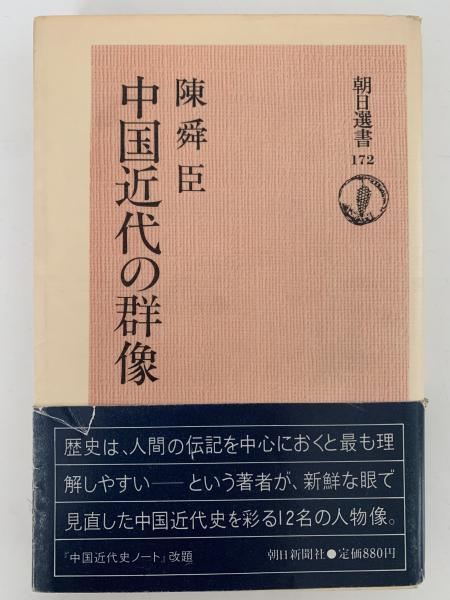 朝日選書
172
陳舜臣
中国近代の群像
歴史は、人間の伝記を中心におくと最も理
解しやすい――という著者が、新鮮な眼で
見直した中国近代史を彩る12名の人物像。
『中国近代史ノート』改題
朝日新聞社●定価880円